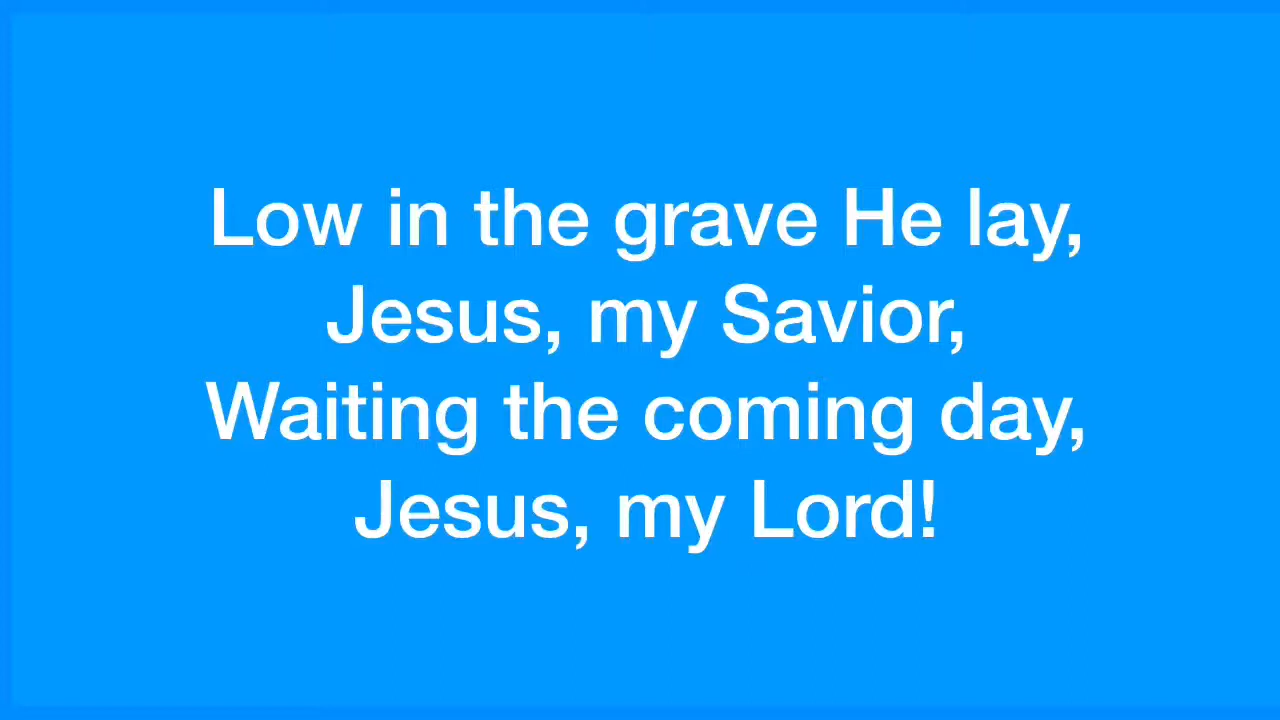 Low in the grave He lay,
Jesus, my Savior,
Waiting the coming day,
Jesus, my Lord!